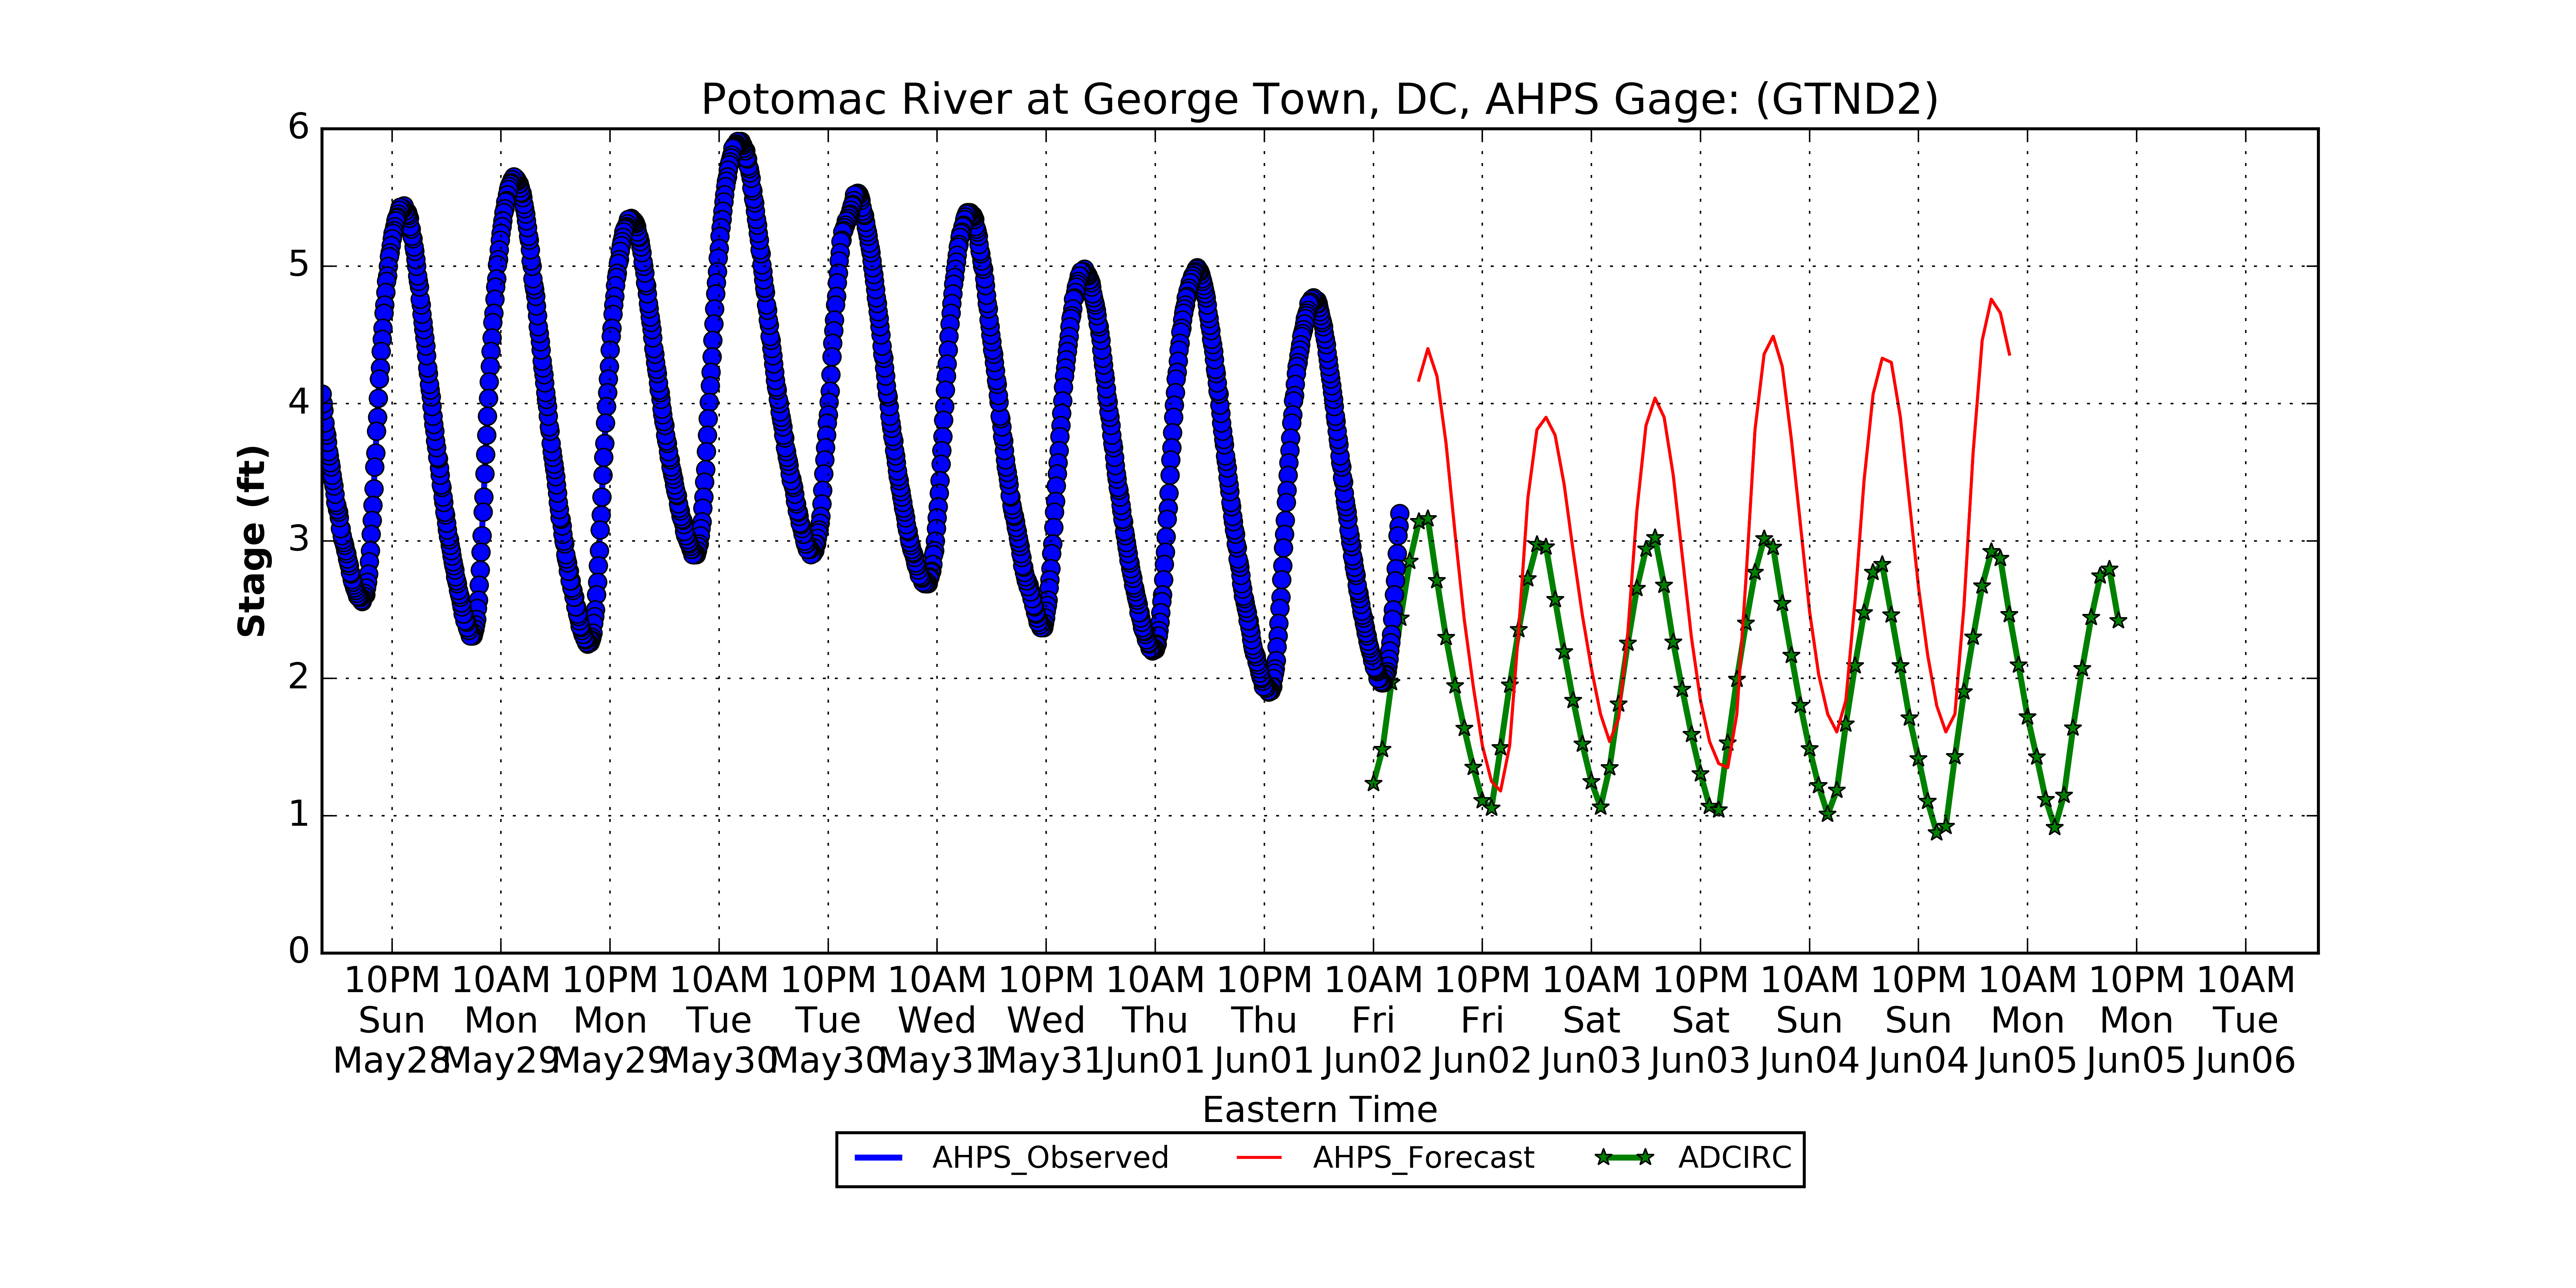 Potomac River at George Town, DC, AHPS Gage: (GTND2)
6
5
4
3
2
1
0
Stage (ft)
10PM 10AM 10PM 10AM 10PM 10AM 10PM 10AM 10PM 10AM 10PM 10AM 10PM 10AM 10PM 10AM 10PM 10AM
Sun Mon Mon Tue Tue Wed Wed Thu Thu Fri Fri Sat Sat Sun Sun Mon Mon Tue
May28 May29 May29 May30 May30 May31 May31 Jun01 Jun01 Jun02 Jun02 Jun03 Jun03 Jun04 Jun04 Jun05 Jun05 Jun06
Eastern Time
AHPS_Observed AHPS_Forecast ADCIRC